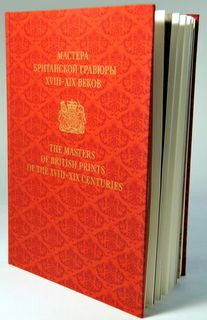 МАСТЕРА
БРИТАНСКОЙ ГРАВЮРЫ
XVIII–XIX ВЕКОВ
THE MASTERS
OF BRITISH PRINTS
OF THE XVIII–XIX CENTURIES